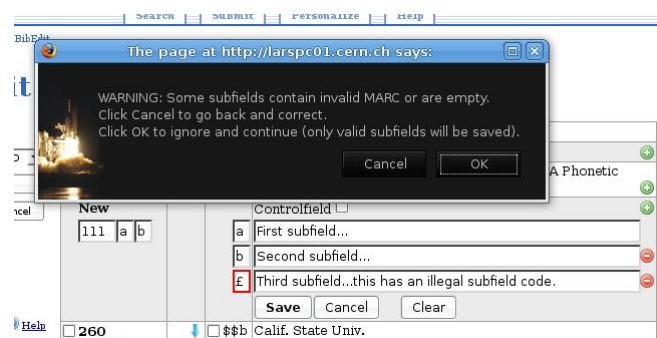 Search Submit Personalize Help
BibEdit
The page at http://larspc01.cern.ch says:
it
WARNING: Some subfields contain invalid MARC or are empty.
Click Cancel to go back and correct.
Click OK to ignore and continue (only valid subfields will be saved).
Cancel OK
A Phonetic
ncel
New Controlfield
111 a b a First subfield...
b Second subfield...
£ Third subfield...this has an illegal subfield code.
Save Cancel Clear
Help
260 $$b Calif. State Univ.